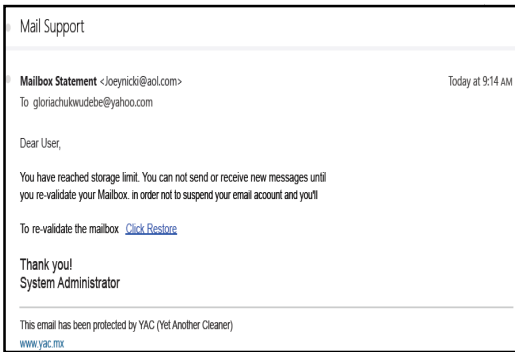 Mail Support
Mailbox Statement <Joeynicki@aol.com> Today at 9:14 AM
To gloriachukwudebe@yahoo.com
Dear User,
You have reached storage limit. You can not send or receive new messages until
you re-validate your Mailbox. in order not to suspend your email acoount and you'll
To re-validate the mailbox Click Restore
Thank you!
System Administrator
This email has been protected by YAC (Yet Another Cleaner)
www.yac.mx